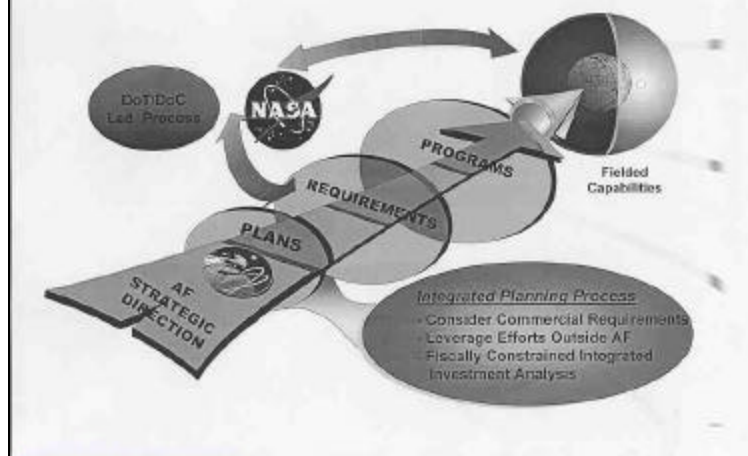 DoT/DoC
Led Process
NASA
PROGRAMS
REQUIREMENTS
PLANS
AF
STRATEGIC
DIRECTION
Fielded
Capabilities
Integrated Planning Process
Consider Commercial Requirements
Leverage Efforts Outside AF
Fiscally Constrained Integrated
Investment Analysis